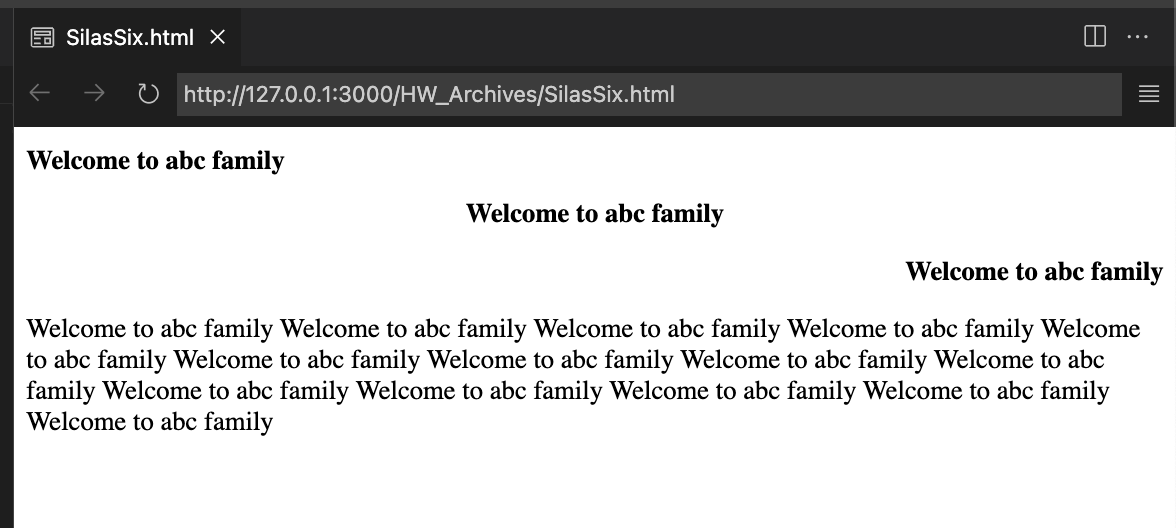 SilasSix.html
http://127.0.0.1:3000/HW_Archives/SilasSix.html
Welcome to abc family
Welcome to abc family
Welcome to abc family
Welcome to abc family Welcome to abc family Welcome to abc family Welcome to abc family Welcome
to abc family Welcome to abc family Welcome to abc family Welcome to abc family Welcome to abc
family Welcome to abc family Welcome to abc family Welcome to abc family Welcome to abc family
Welcome to abc family